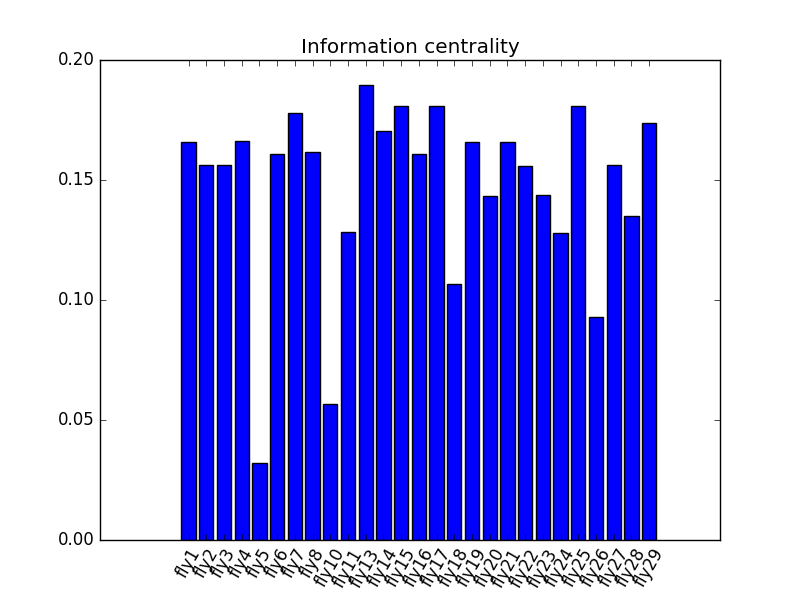 Information centrality
0.20
0.15
0.10
0.05
0.00
fly1 fly2 fly3 fly4 fly5 fly6 fly7 fly8 fly10 fly11 fly13 fly14 fly15 fly16 fly17 fly18 fly19 fly20 fly21 fly22 fly23 fly24 fly25 fly26 fly27 fly28 fly29